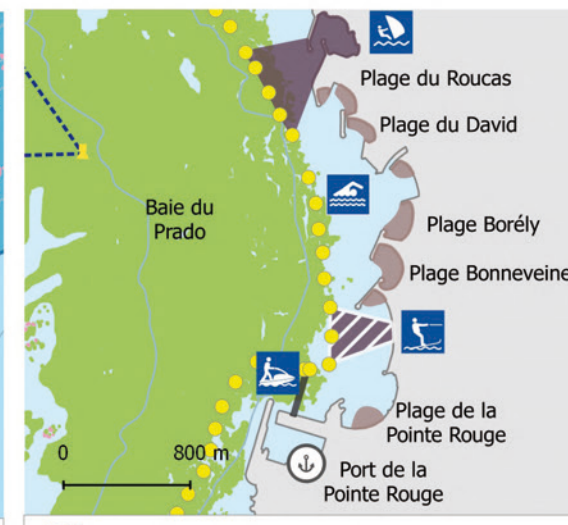 Plage du Roucas
Plage du David
Baie du
Prado
Plage Borély
Plage Bonneveine
Plage de la
Pointe Rouge
0 800 m
Port de la
Pointe Rouge